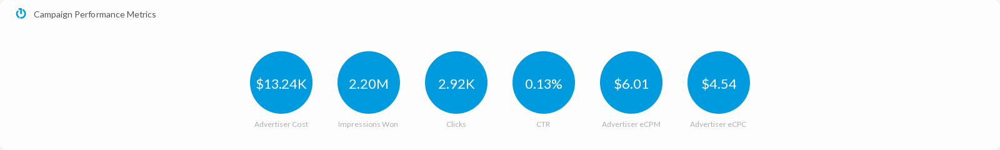 Campaign Performance Metrics
$13.24K 2.20M 2.92K 0.13% $6.01 $4.54
Advertiser Cost Impressions Won Clicks CTR Advertiser eCPM Advertiser eCPC